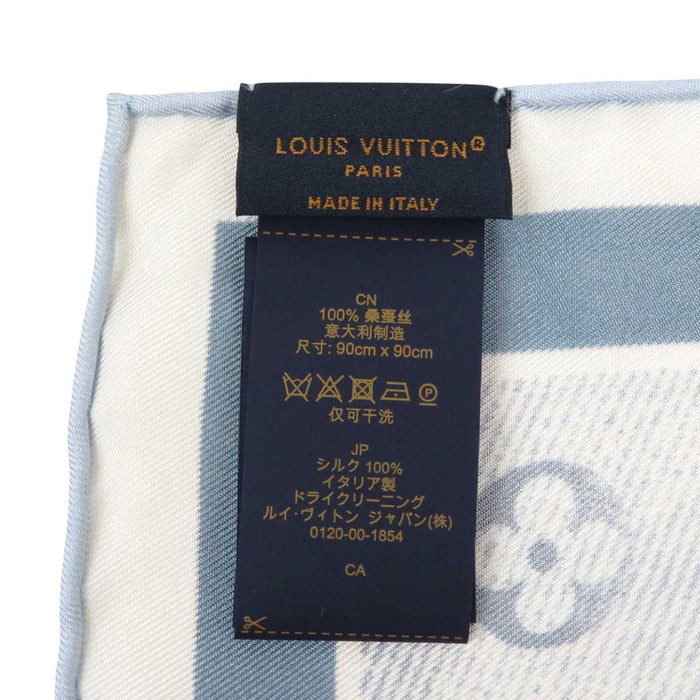 LOUIS VUITTON
PARIS
MADE IN ITALY
CN
100% 桑蚕丝
意大利制造
尺寸: 90cm x 90cm
仅可干洗
JP
シルク 100%
イタリア製
ドライクリーニング
ルイ･ヴィトン ジャパン(株)
0120-00-1854
CA